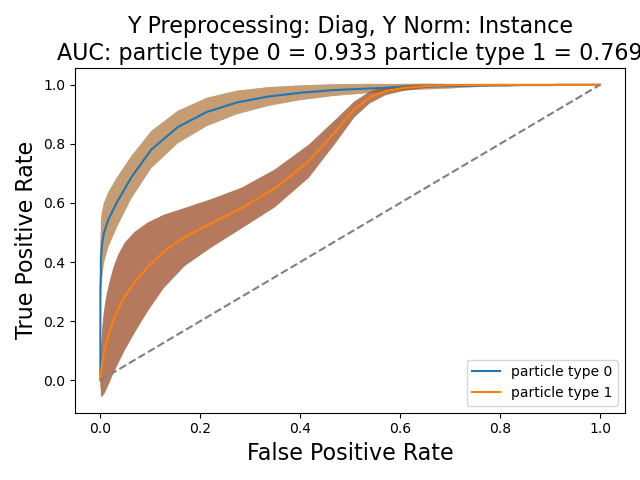 Y Preprocessing: Diag, Y Norm: Instance
AUC: particle type 0 = 0.933 particle type 1 = 0.769
True Positive Rate
1.0
0.8
0.6
0.4
0.2
0.0
particle type 0
particle type 1
0.0 0.2 0.4 0.6 0.8 1.0
False Positive Rate